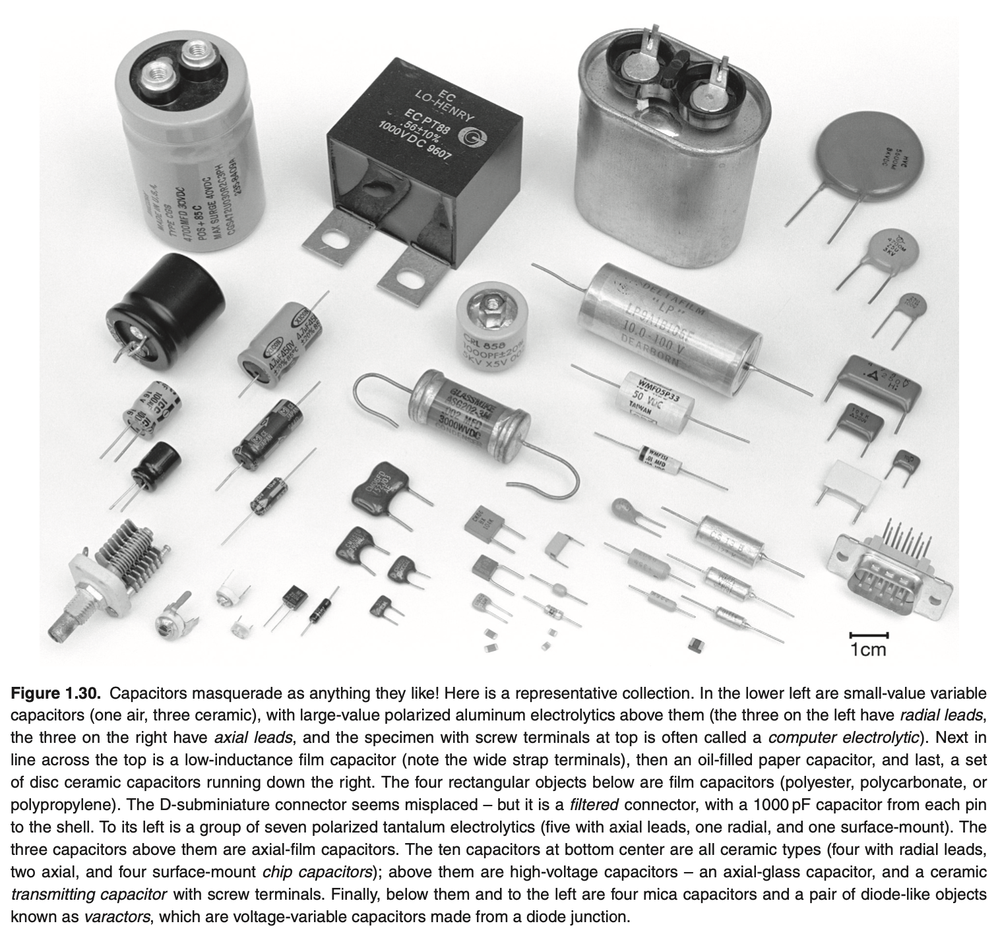 MADE IN U.S.A.
TYPE CGS
4700MFD 30VDC
POS + 85 C
MAX SURGE 40VDC
EC
LO-HENRY
EC PT88
.56±10%
1000VDC 9607
3KV
XICON
XICON
4.7uF450V
CRL 858
1000PF±20%
5KV X5V
DELTAFILM
"LP"
LP9A1B106F
10.0-100 V
DEARBORN
WMF05P33
50 VDC
TAIWAN
GLASSMIKE
ASG202-3M
.002 MFD
3000WVDC
CONDENSER
WMF1S1
.01 MFD
104K
1cm
Figure 1.30. Capacitors masquerade as anything they like! Here is a representative collection. In the lower left are small-value variable
capacitors (one air, three ceramic), with large-value polarized aluminum electrolytics above them (the three on the left have radial leads,
the three on the right have axial leads, and the specimen with screw terminals at top is often called a computer electrolytic). Next in
line across the top is a low-inductance film capacitor (note the wide strap terminals), then an oil-filled paper capacitor, and last, a set
of disc ceramic capacitors running down the right. The four rectangular objects below are film capacitors (polyester, polycarbonate, or
polypropylene). The D-subminiature connector seems misplaced – but it is a filtered connector, with a 1000 pF capacitor from each pin
to the shell. To its left is a group of seven polarized tantalum electrolytics (five with axial leads, one radial, and one surface-mount). The
three capacitors above them are axial-film capacitors. The ten capacitors at bottom center are all ceramic types (four with radial leads,
two axial, and four surface-mount chip capacitors); above them are high-voltage capacitors – an axial-glass capacitor, and a ceramic
transmitting capacitor with screw terminals. Finally, below them and to the left are four mica capacitors and a pair of diode-like objects
known as varactors, which are voltage-variable capacitors made from a diode junction.